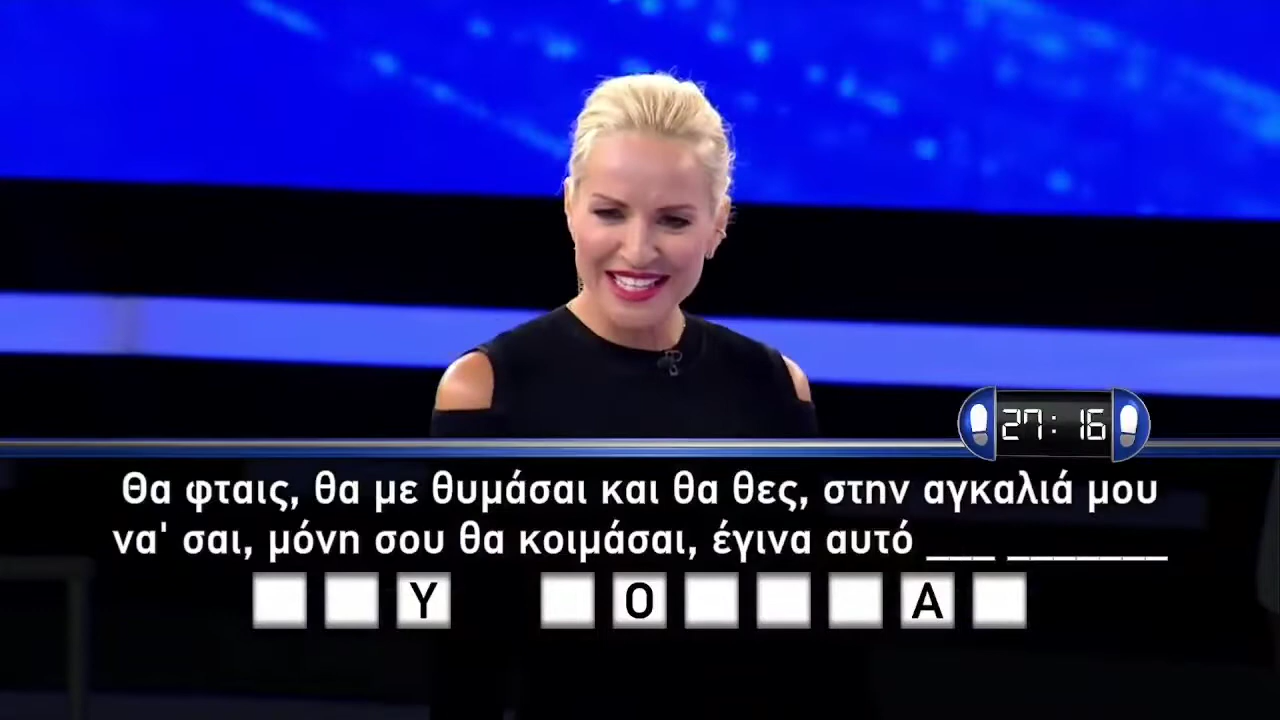 27:16
Θα φταις, θα με θυμάσαι και θα θες, στην αγκαλιά μου
να' σαι, μόνη σου θα κοιμάσαι, έγινα αυτό ___ _______
Υ Ο Α